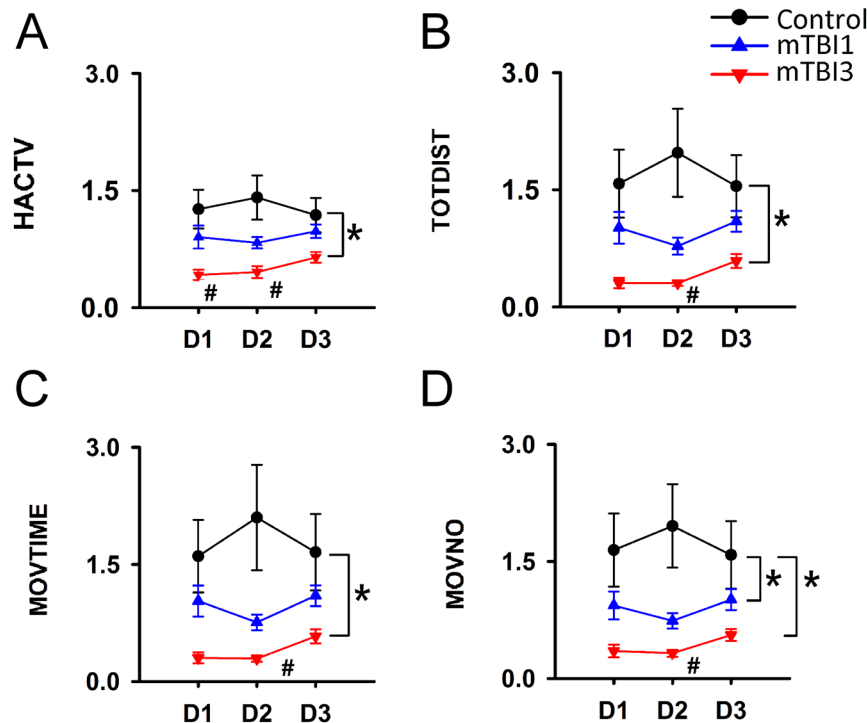 A
B
Control
mTBI1
mTBI3
HACTV
3.0
1.5
0.0
*
#
#
D1 D2 D3
TOTDIST
3.0
1.5
0.0
*
#
D1 D2 D3
C
D
MOVTIME
3.0
1.5
0.0
*
#
D1 D2 D3
MOVNO
3.0
1.5
0.0
* *
#
D1 D2 D3